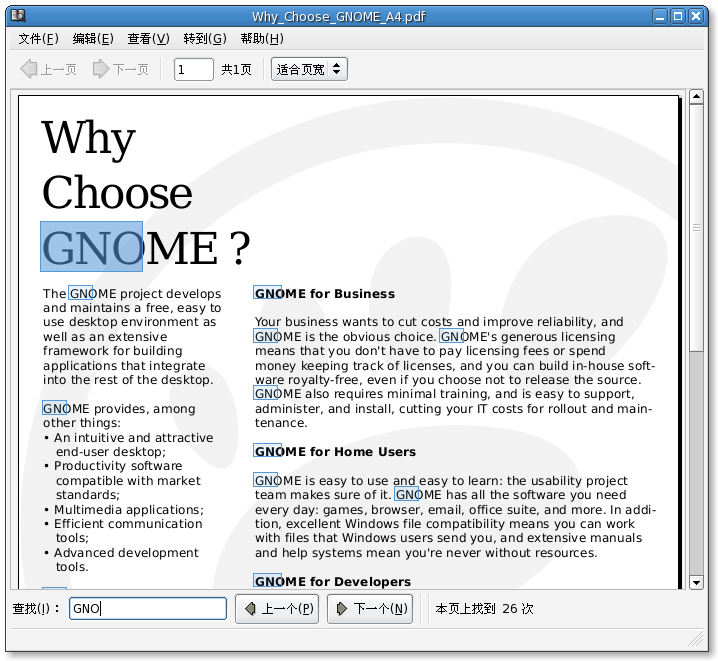 Why_Choose_GNOME_A4.pdf
文件(F) 编辑(E) 查看(V) 转到(G) 帮助(H)
上一页 下一页 1 共1页 适合页宽
Why
Choose
GNOME ?
The GNOME project develops
and maintains a free, easy to
use desktop environment as
well as an extensive
framework for building
applications that integrate
into the rest of the desktop.
GNOME provides, among
other things:
• An intuitive and attractive
end-user desktop;
• Productivity software
compatible with market
standards;
• Multimedia applications;
• Efficient communication
tools;
• Advanced development
tools.
GNOME for Business
Your business wants to cut costs and improve reliability, and
GNOME is the obvious choice. GNOME's generous licensing
means that you don't have to pay licensing fees or spend
money keeping track of licenses, and you can build in-house soft-
ware royalty-free, even if you choose not to release the source.
GNOME also requires minimal training, and is easy to support,
administer, and install, cutting your IT costs for rollout and main-
tenance.
GNOME for Home Users
GNOME is easy to use and easy to learn: the usability project
team makes sure of it. GNOME has all the software you need
every day: games, browser, email, office suite, and more. In addi-
tion, excellent Windows file compatibility means you can work
with files that Windows users send you, and extensive manuals
and help systems mean you're never without resources.
GNOME for Developers
查找(I)： GNO 上一个(P) 下一个(N) 本页上找到 26 次